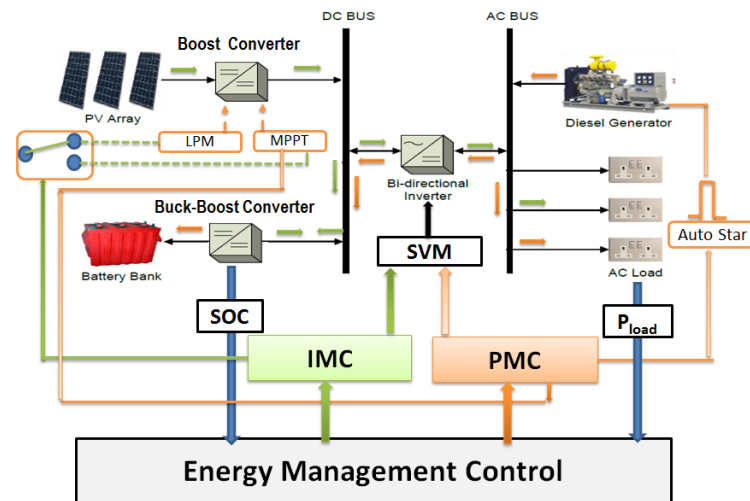 DC BUS
AC BUS
Boost Converter
PV Array
Diesel Generator
LPM
MPPT
Bi-directional
Inverter
Buck-Boost Converter
Battery Bank
SVM
Auto Star
AC Load
SOC
Pload
IMC
PMC
Energy Management Control